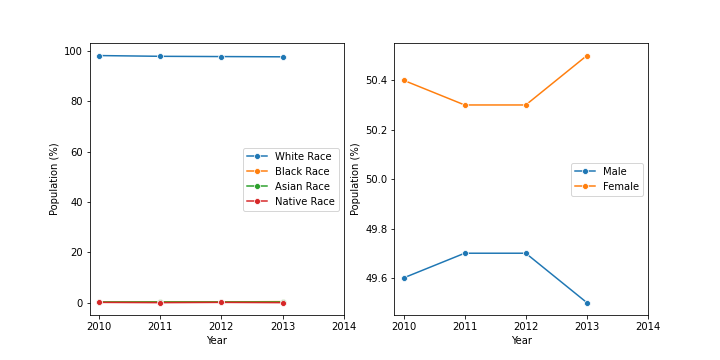 100
80
60
40
20
0
Population (%)
2010 2011 2012 2013 2014
Year
White Race
Black Race
Asian Race
Native Race
50.4
50.2
50.0
49.8
49.6
Population (%)
2010 2011 2012 2013 2014
Year
Male
Female